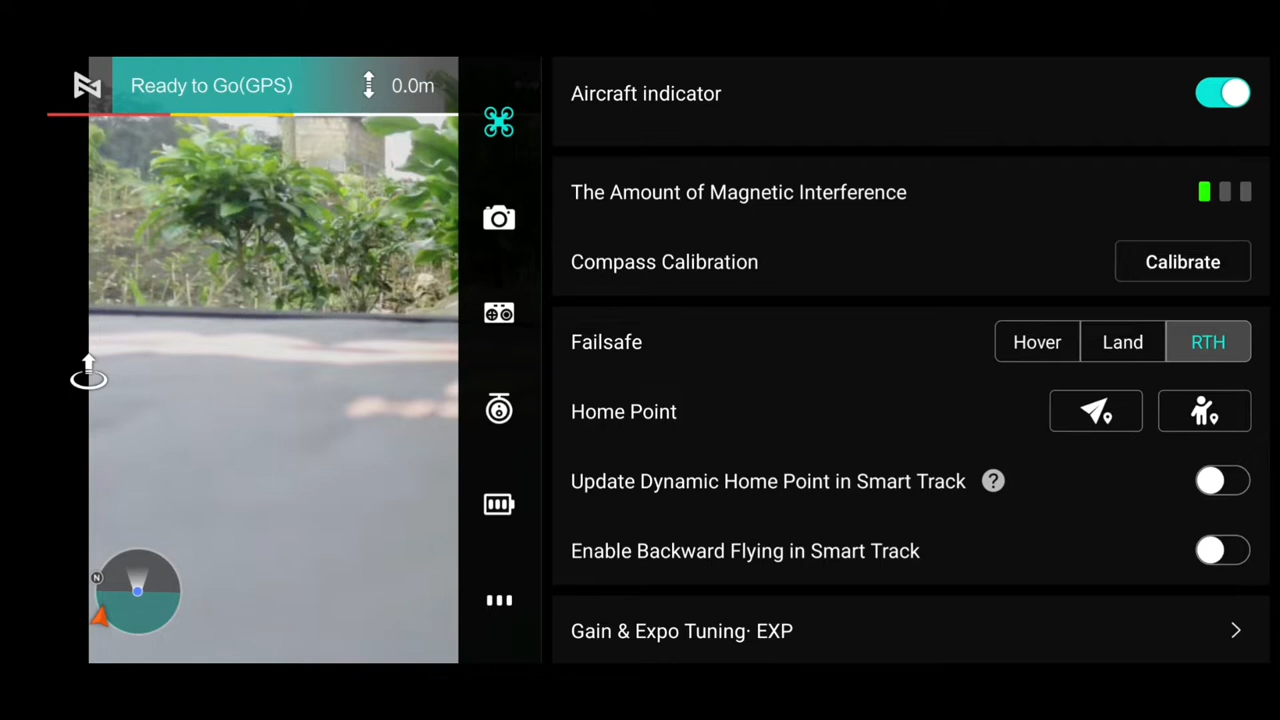 Ready to Go(GPS) 0.0m
N
Aircraft indicator
The Amount of Magnetic Interference
Compass Calibration Calibrate
Failsafe Hover Land RTH
Home Point
Update Dynamic Home Point in Smart Track ?
Enable Backward Flying in Smart Track
Gain & Expo Tuning· EXP